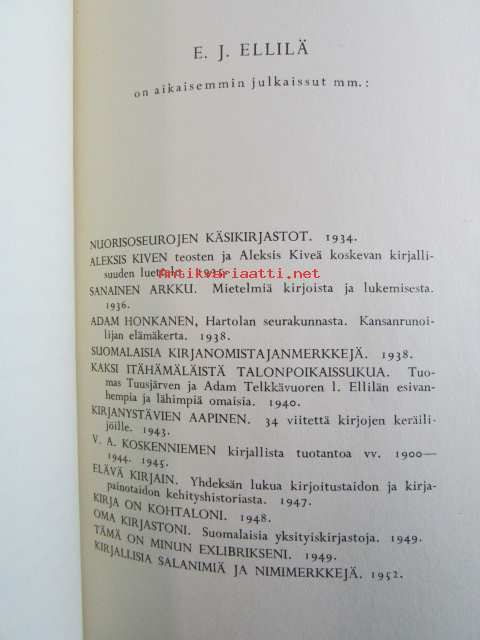 E. J. ELLILÄ
on aikaisemmin julkaissut mm.:
NUORISOSEUROJEN KÄSIKIRJASTOT. 1934.
ALEKSIS KIVEN teosten ja Aleksis Kiveä koskevan kirjalli-
suuden luettelo.
artikvariaatti.net
SANAINEN ARKKU. Mietelmiä kirjoista ja lukemisesta.
1936.
ADAM HONKANEN, Hartolan seurakunnasta. Kansanrunoi-
lijan elämäkerta. 1938.
SUOMALAISIA KIRJANOMISTAJANMERKKEJÄ. 1938.
KAKSI ITÄHÄMÄLÄISTÄ TALONPOIKAISSUKUA. Tuo-
mas Tuusjärven ja Adam Telkkävuoren l. Ellilän esivan-
hempia ja lähimpiä omaisia. 1940.
KIRJANYSTÄVIEN AAPINEN. 34 viitettä kirjojen keräili-
jöille. 1943.
V. A. KOSKENNIEMEN kirjallista tuotantoa vv. 1900—
1944. 1945.
ELÄVÄ KIRJAIN. Yhdeksän lukua kirjoitustaidon ja kirja-
painotaidon kehityshistoriasta. 1947.
KIRJA ON KOHTALONI. 1948.
OMA KIRJASTONI. Suomalaisia yksityiskirjastoja. 1949.
TÄMÄ ON MINUN EXLIBRIKSENI. 1949.
KIRJALLISIA SALANIMIÄ JA NIMIMERKKEJÄ. 1952.